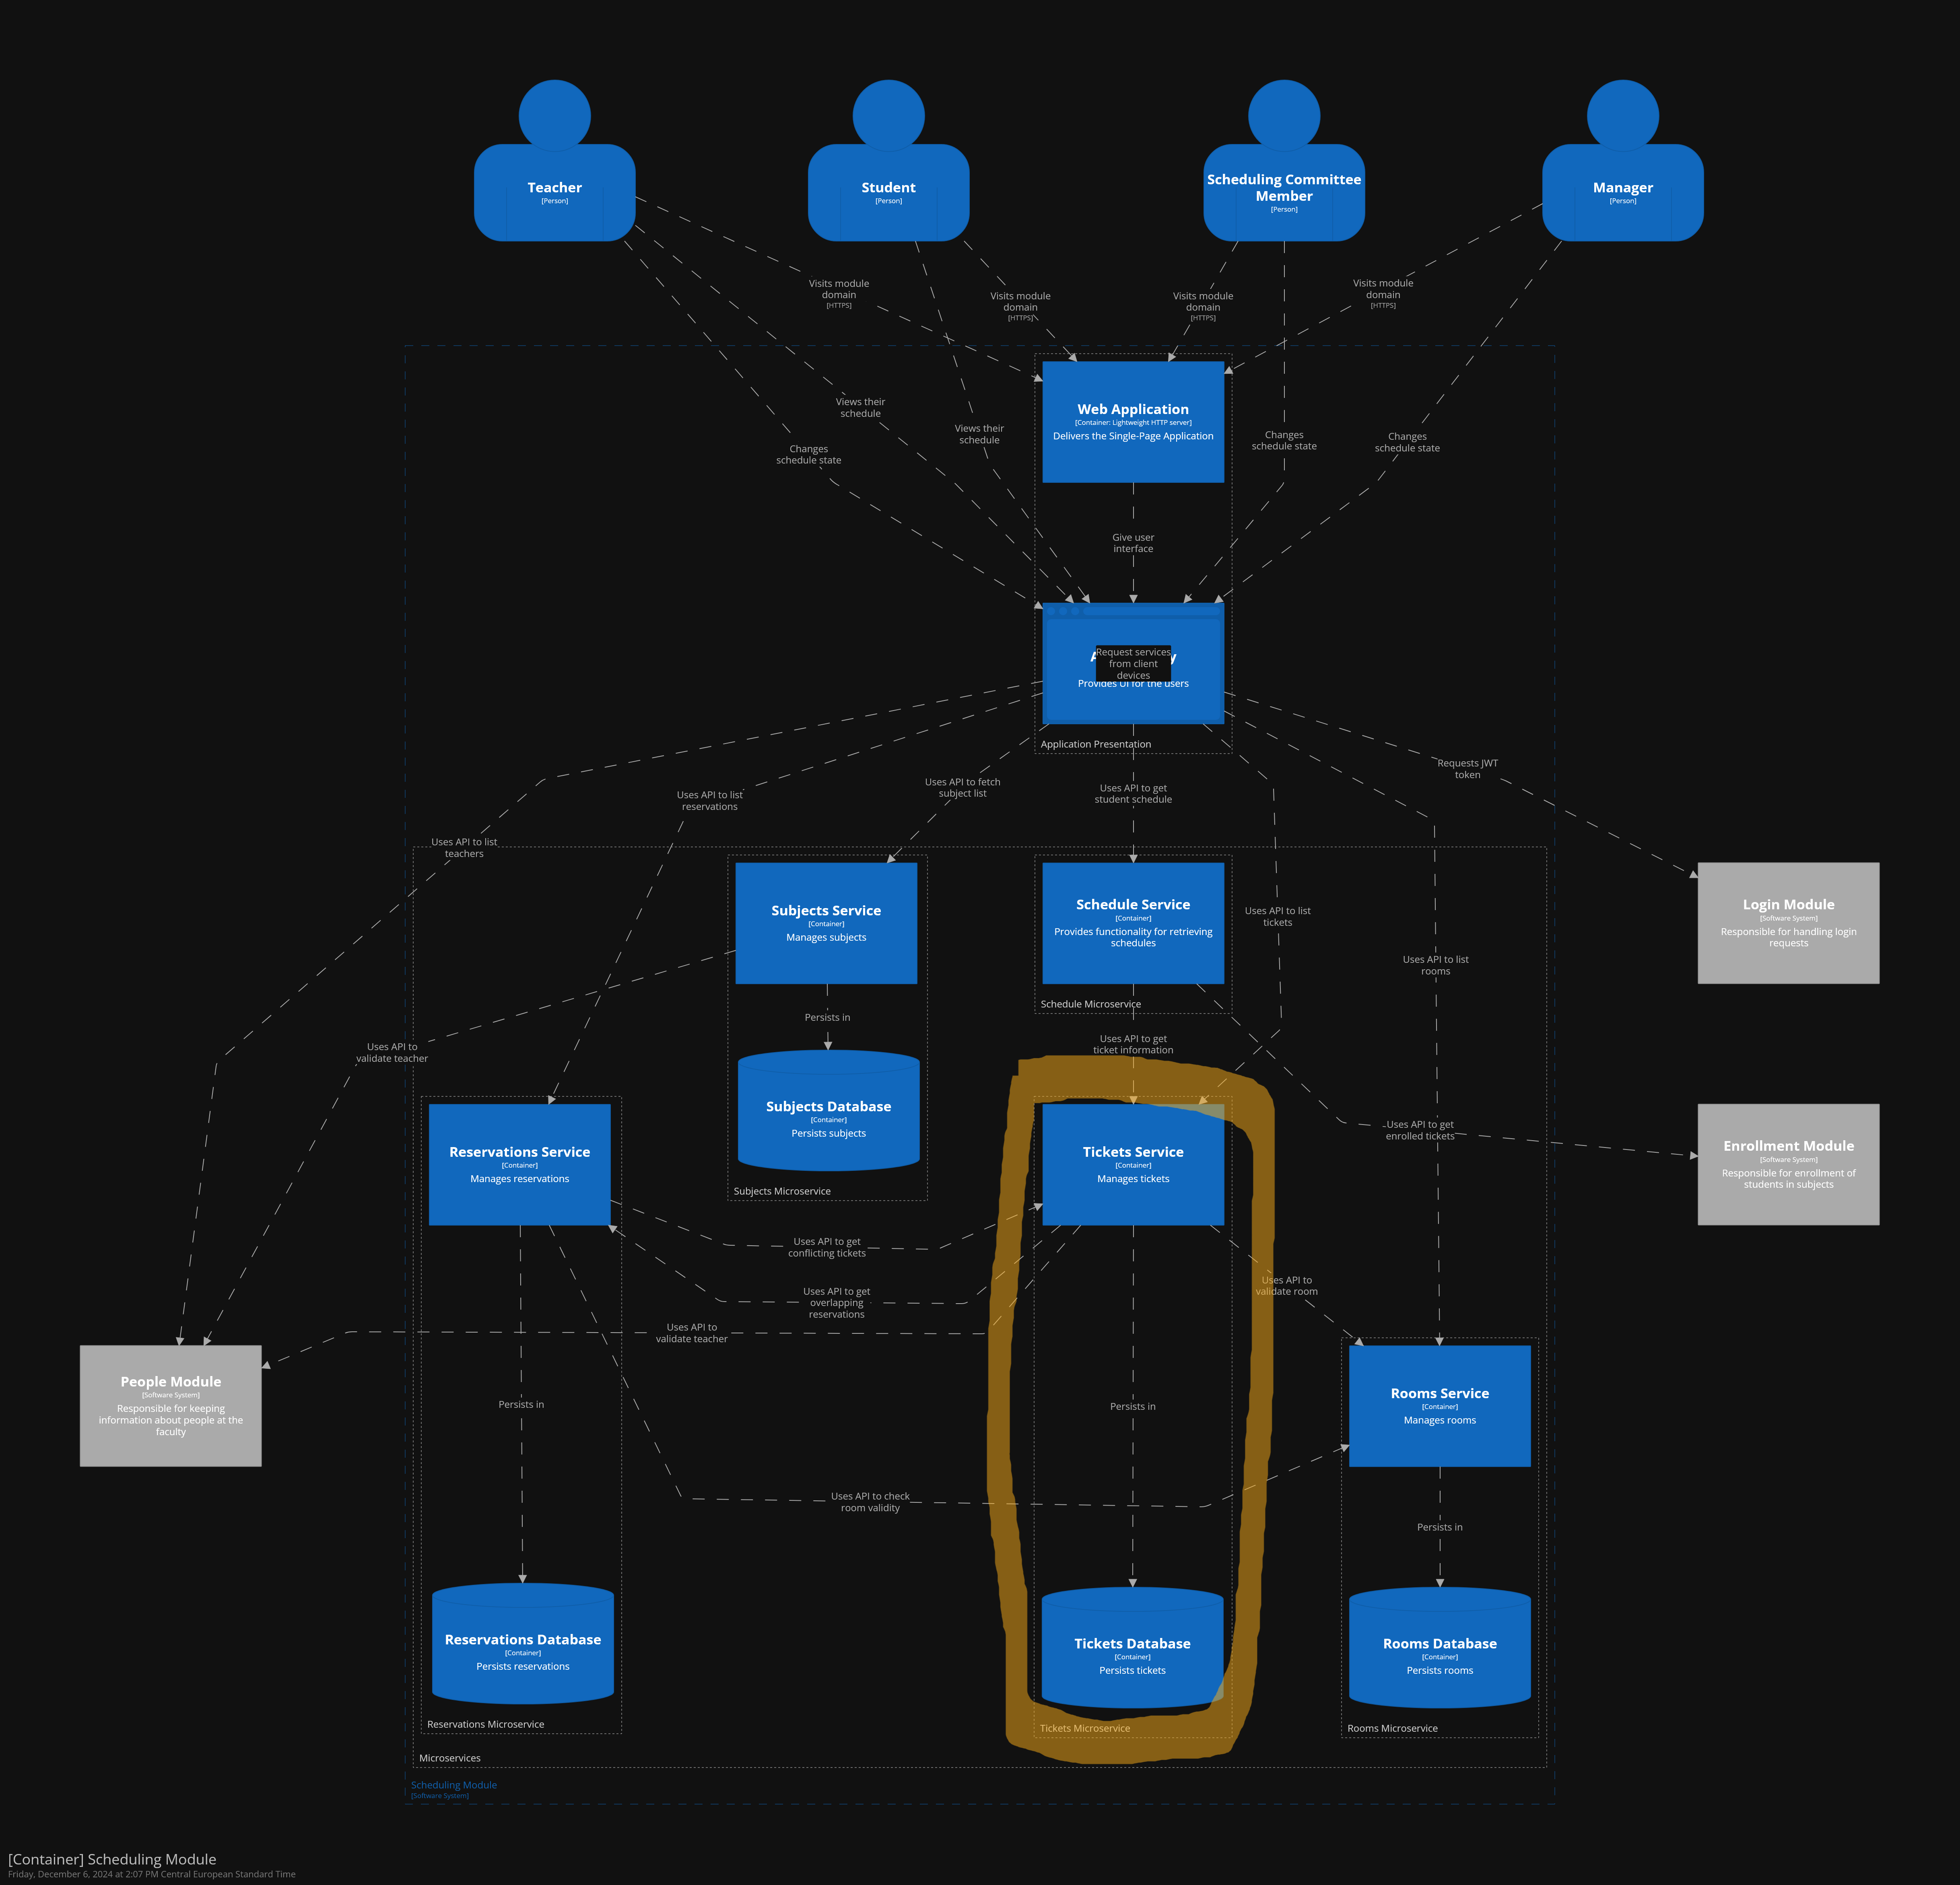 Teacher
[Person]
Student
[Person]
Scheduling Committee
Member
[Person]
Manager
[Person]
Visits module
domain
[HTTPS]
Visits module
domain
[HTTPS]
Visits module
domain
[HTTPS]
Visits module
domain
[HTTPS]
Web Application
[Container: Lightweight HTTP server]
Delivers the Single-Page Application
Views their
schedule
Views their
schedule
Changes
schedule state
Changes
schedule state
Changes
schedule state
Give user
interface
Request services
from client
devices
Provides UI for the users
Application Presentation
Requests JWT
token
Uses API to fetch
subject list
Uses API to get
student schedule
Uses API to list
reservations
Uses API to list
teachers
Subjects Service
[Container]
Manages subjects
Schedule Service
[Container]
Provides functionality for retrieving
schedules
Schedule Microservice
Uses API to list
tickets
Uses API to list
rooms
Login Module
[Software System]
Responsible for handling login
requests
Persists in
Uses API to
validate teacher
Uses API to get
ticket information
Subjects Database
[Container]
Persists subjects
Subjects Microservice
Reservations Service
[Container]
Manages reservations
Tickets Service
[Container]
Manages tickets
Uses API to get
enrolled tickets
Enrollment Module
[Software System]
Responsible for enrollment of
students in subjects
Uses API to get
conflicting tickets
Uses API to get
overlapping
reservations
Uses API to
validate teacher
Uses API to
validate room
People Module
[Software System]
Responsible for keeping
information about people at the
faculty
Persists in
Persists in
Rooms Service
[Container]
Manages rooms
Uses API to check
room validity
Persists in
Reservations Database
[Container]
Persists reservations
Reservations Microservice
Tickets Database
[Container]
Persists tickets
Tickets Microservice
Rooms Database
[Container]
Persists rooms
Rooms Microservice
Microservices
Scheduling Module
[Software System]
[Container] Scheduling Module
Friday, December 6, 2024 at 2:07 PM Central European Standard Time